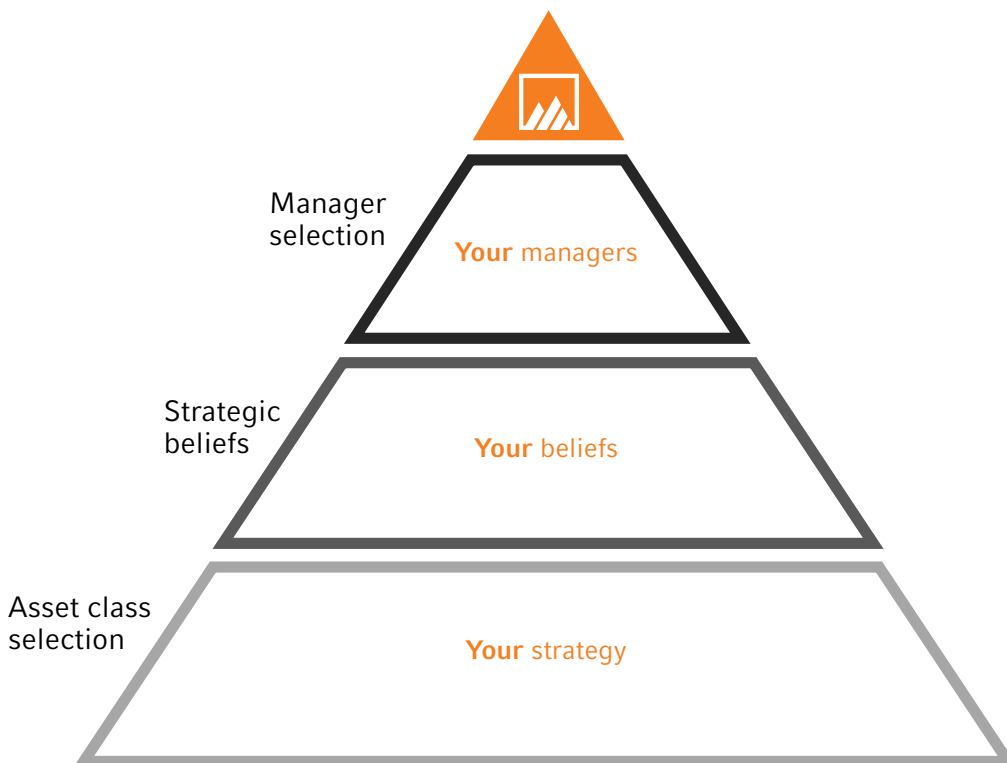 Manager
selection
Your managers
Strategic
beliefs
Your beliefs
Asset class
selection
Your strategy